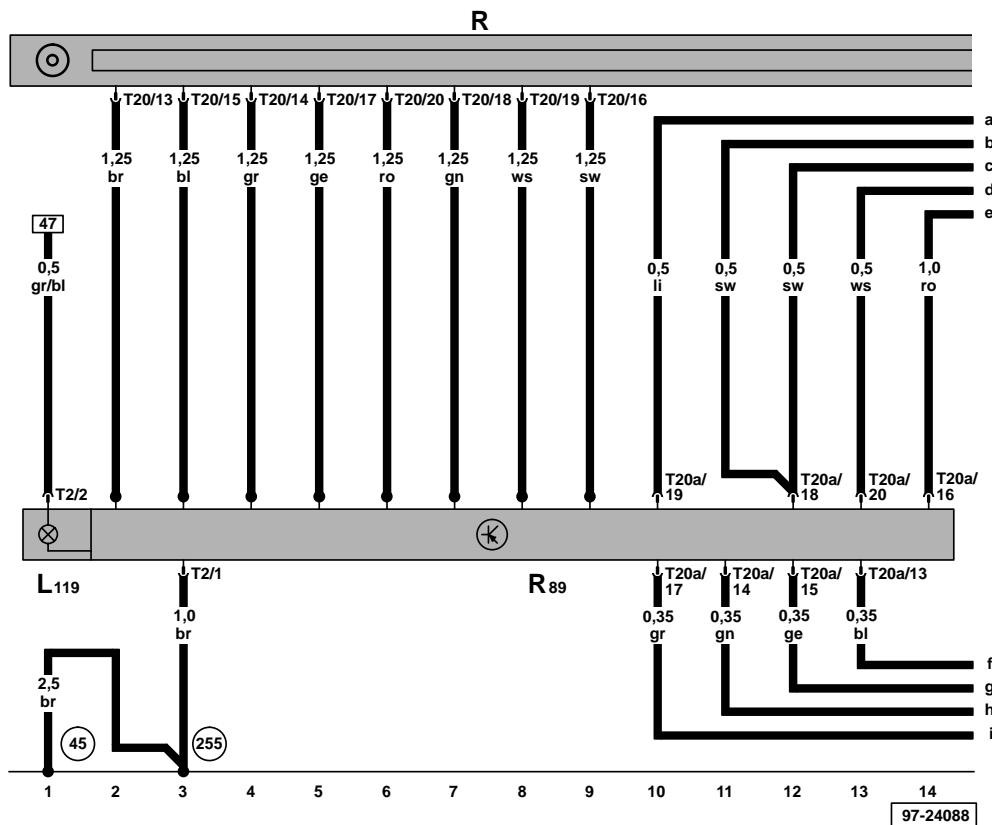 R
T20/13 T20/15 T20/14 T20/17 T20/20 T20/18 T20/19 T20/16
a
b
c
d
e
1,25 1,25 1,25 1,25 1,25 1,25 1,25 1,25
br bl gr ge ro gn ws sw
47
0,5 0,5 0,5 0,5 0,5 1,0
gr/bl li sw sw ws ro
T2/2 T20a/ T20a/ T20a/ T20a/
19 18 20 16
L119 T2/1 R89 T20a/ T20a/ T20a/ T20a/13
17 14 15
1,0 0,35 0,35 0,35 0,35
br gr gn ge bl
f
g
h
i
2,5
br
45 255
1 2 3 4 5 6 7 8 9 10 11 12 13 14
97-24088